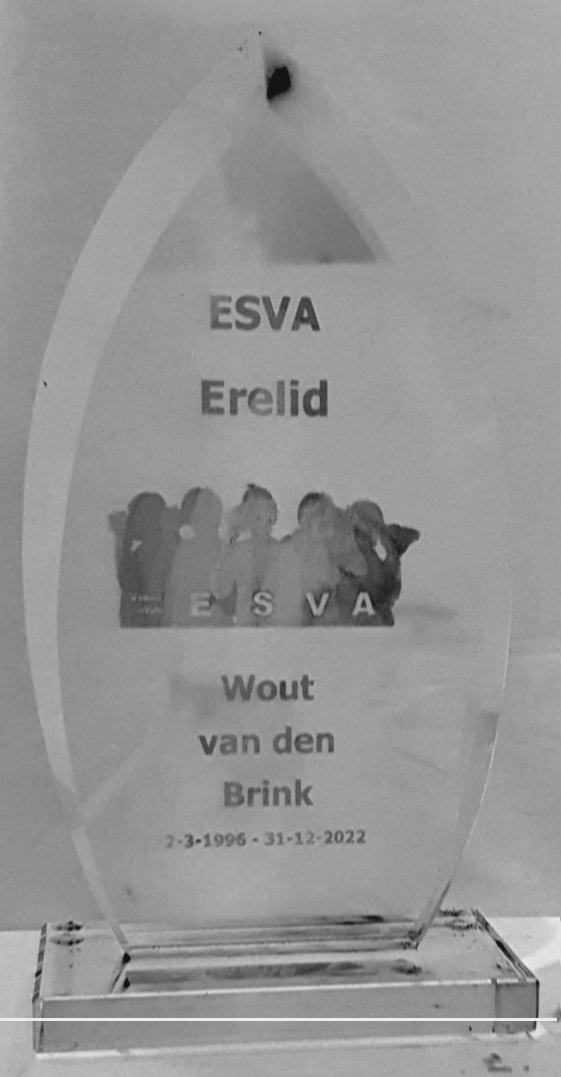 ESVA
Erelid
E S V A
Wout
van den
Brink
2-3-1996 - 31-12-2022